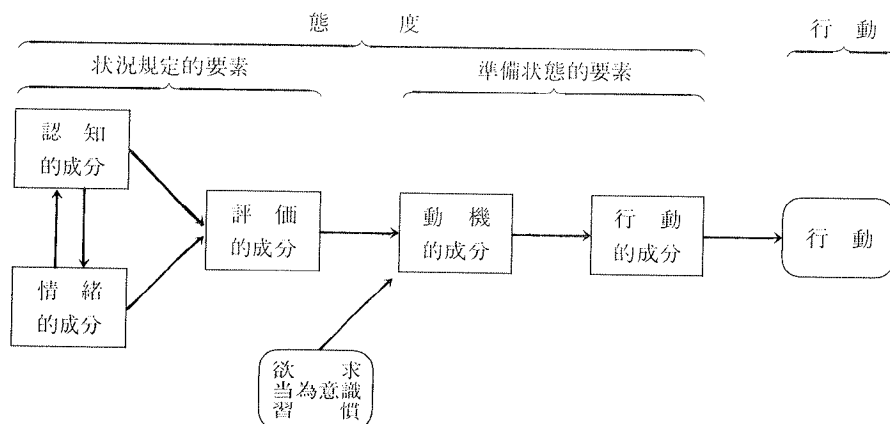 態度
行動
状況規定的要素
準備状態的要素
認知
的成分
評価
的成分
動機
的成分
行動
的成分
行動
情緒
的成分
欲求
当為意識
習慣